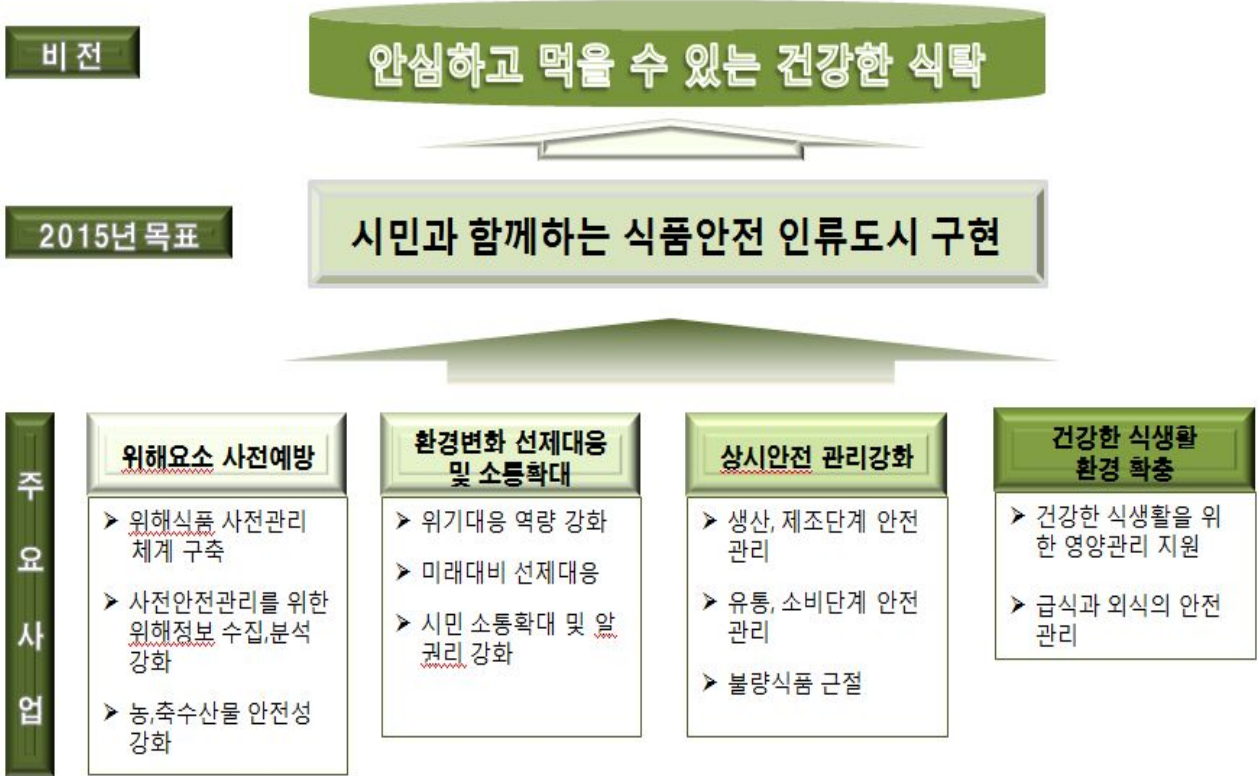 비 전
안심하고 먹을 수 있는 건강한 식탁
2015년 목표
시민과 함께하는 식품안전 인류도시 구현
주
요
사
업
위해요소 사전예방
➤ 위해식품 사전관리
체계 구축
➤ 사전안전관리를 위한
위해정보 수집,분석
강화
➤ 농,축수산물 안전성
강화
환경변화 선제대응
및 소통확대
➤ 위기대응 역량 강화
➤ 미래대비 선제대응
➤ 시민 소통확대 및 알
권리 강화
상시안전 관리강화
➤ 생산, 제조단계 안전
관리
➤ 유통, 소비단계 안전
관리
➤ 불량식품 근절
건강한 식생활
환경 확충
➤ 건강한 식생활을 위
한 영양관리 지원
➤ 급식과 외식의 안전
관리